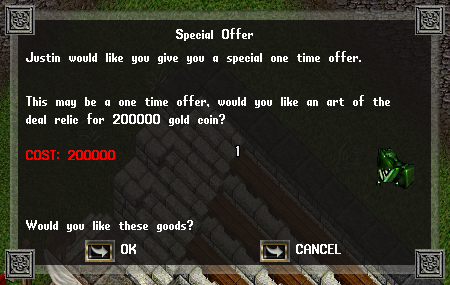 Special Offer
Justin would like you give you a special one time offer.
This may be a one time offer, would you like an art of the
deal relic for 200000 gold coin?
COST: 200000
1
Would you like these goods?
OK
CANCEL